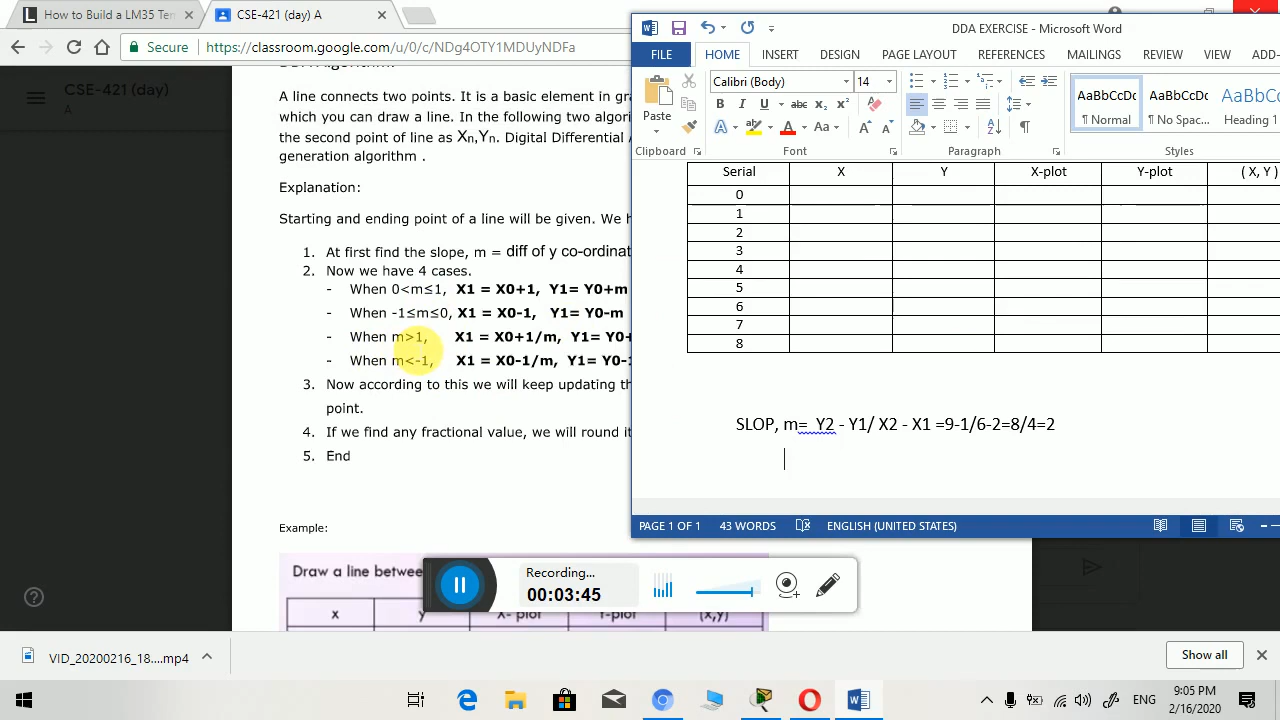 How to Build a LM35 Ter
CSE-421 (day) A
Secure
https://classroom.google.com/u/0/c/NDg4OTY1MDUyNDFa
CSE-421 (day)
A
A line connects two points. It is a basic element in gra
which you can draw a line. In the following two algori
the second point of line as Xn,Yn. Digital Differential A
generation algorithm .
Explanation:
Starting and ending point of a line will be given. We h
1. At first find the slope, m = diff of y co-ordinat
2. Now we have 4 cases.
- When 0<m≤1, X1 = X0+1, Y1= Y0+m
- When -1≤m≤0, X1 = X0-1, Y1= Y0-m
- When m>1, X1 = X0+1/m, Y1= Y0+
- When m<-1, X1 = X0-1/m, Y1= Y0-1
3. Now according to this we will keep updating th
point.
4. If we find any fractional value, we will round it
5. End
Example:
Draw a line betwee
x y X- plot Y-plot (x,y)
DDA EXERCISE - Microsoft Word
FILE HOME INSERT DESIGN PAGE LAYOUT REFERENCES MAILINGS REVIEW VIEW ADD
Paste
Calibri (Body) 14
B I U abc x₂ x²
A Aa A A
AaBbCcDc AaBbCcDc AaBbCc
¶ Normal ¶ No Spac... Heading 1
Clipboard Font Paragraph Styles
Serial X Y X-plot Y-plot ( X, Y )
0
1
2
3
4
5
6
7
8
SLOP, m= Y2 - Y1/ X2 - X1 =9-1/6-2=8/4=2
PAGE 1 OF 1 43 WORDS ENGLISH (UNITED STATES)
Recording...
00:03:45
VID_20200216_18....mp4
Show all
ENG
9:05 PM
2/16/2020